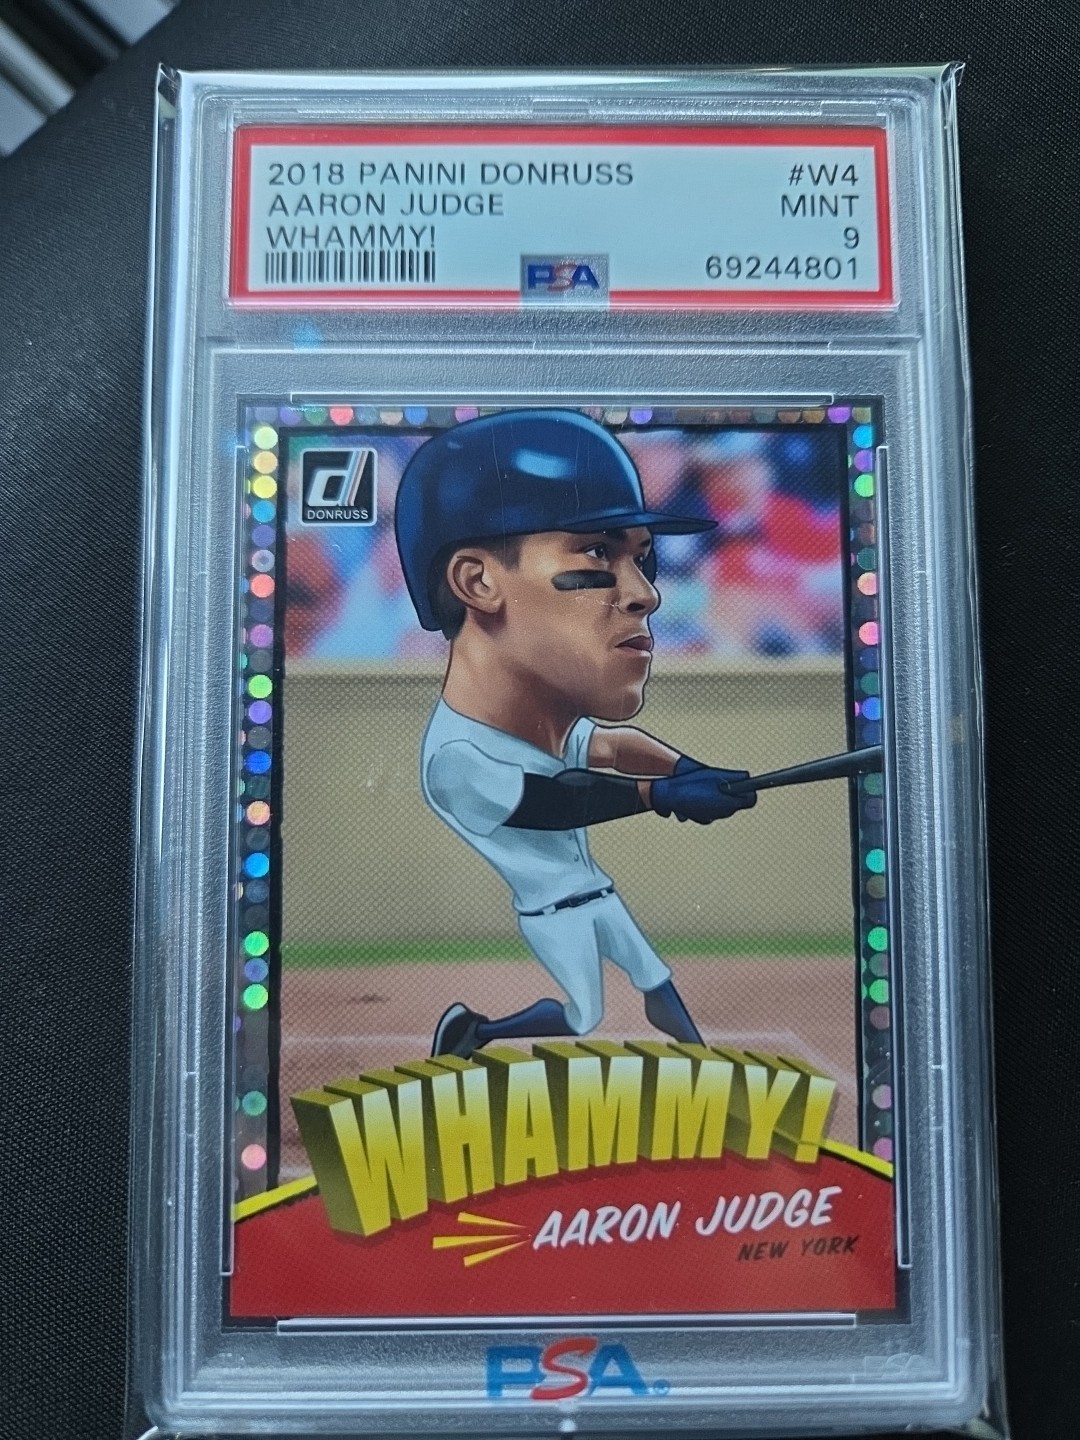 2018 PANINI DONRUSS #W4
AARON JUDGE MINT
WHAMMY! 9
PSA 69244801
d
DONRUSS
WHAMMY!
AARON JUDGE
NEW YORK
PSA